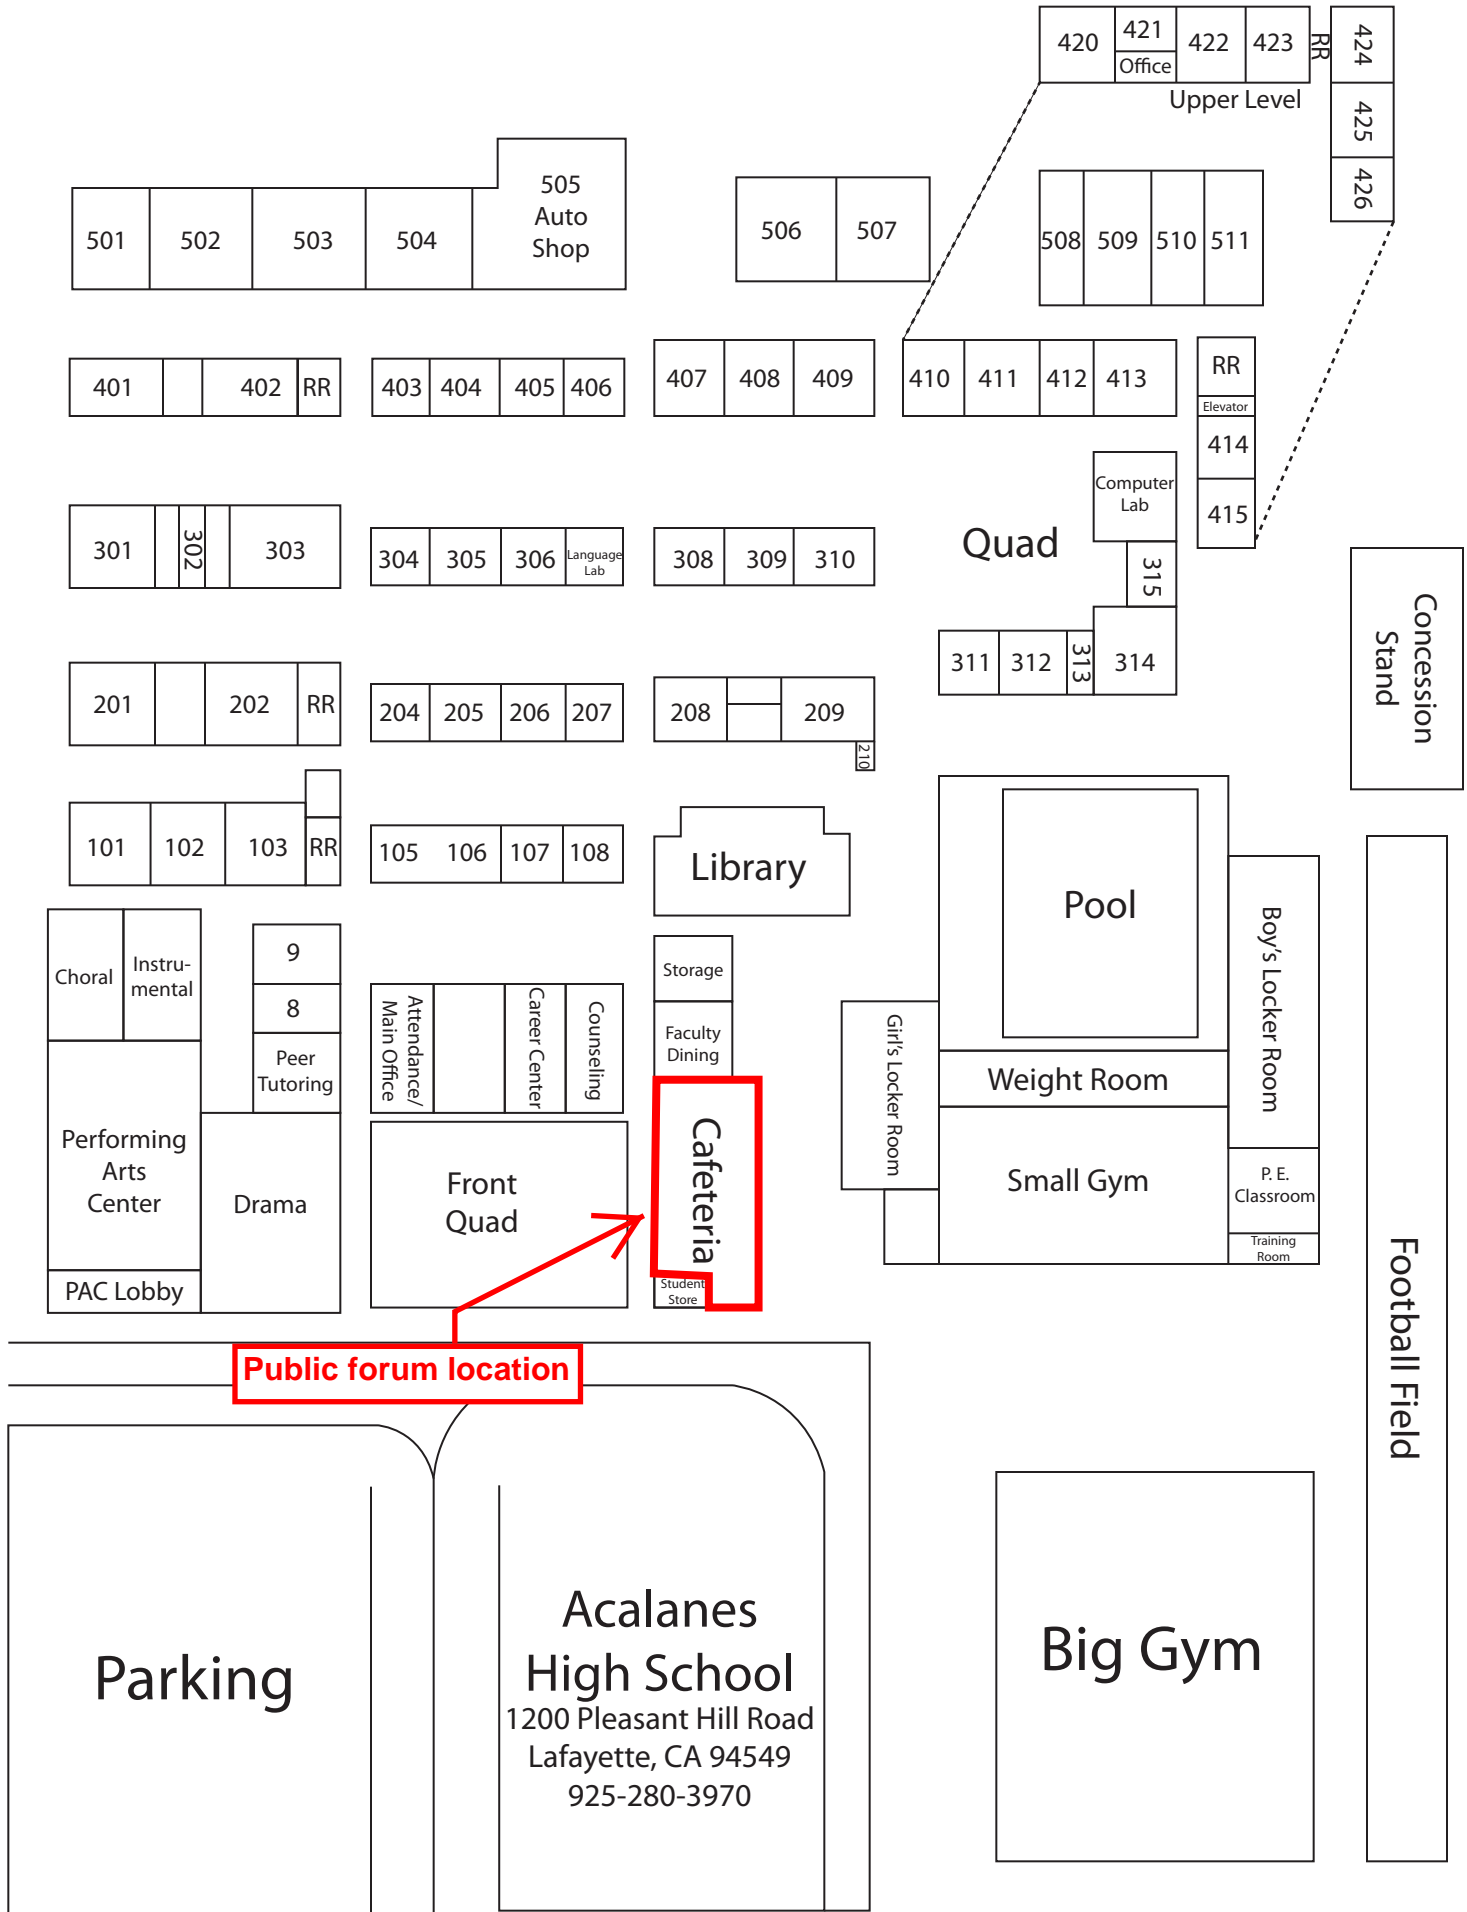 420
421
Office
422
423
RR
424
425
426
Upper Level
501
502
503
504
505
Auto
Shop
506
507
508
509
510
511
401
402
RR
403
404
405
406
407
408
409
410
411
412
413
RR
Elevator
414
415
Computer
Lab
Quad
315
301
302
303
304
305
306
Language
Lab
308
309
310
311
312
313
314
Concession
Stand
201
202
RR
204
205
206
207
208
209
210
101
102
103
RR
105
106
107
108
Library
Pool
Boy's Locker Room
Choral
Instru-
mental
9
8
Peer
Tutoring
Attendance/
Main Office
Career Center
Counseling
Storage
Faculty
Dining
Girl's Locker Room
Weight Room
Performing
Arts
Center
Drama
Front
Quad
Cafeteria
Small Gym
P. E.
Classroom
Training
Room
PAC Lobby
Student
Store
Football Field
Public forum location
Parking
Acalanes
High School
1200 Pleasant Hill Road
Lafayette, CA 94549
925-280-3970
Big Gym